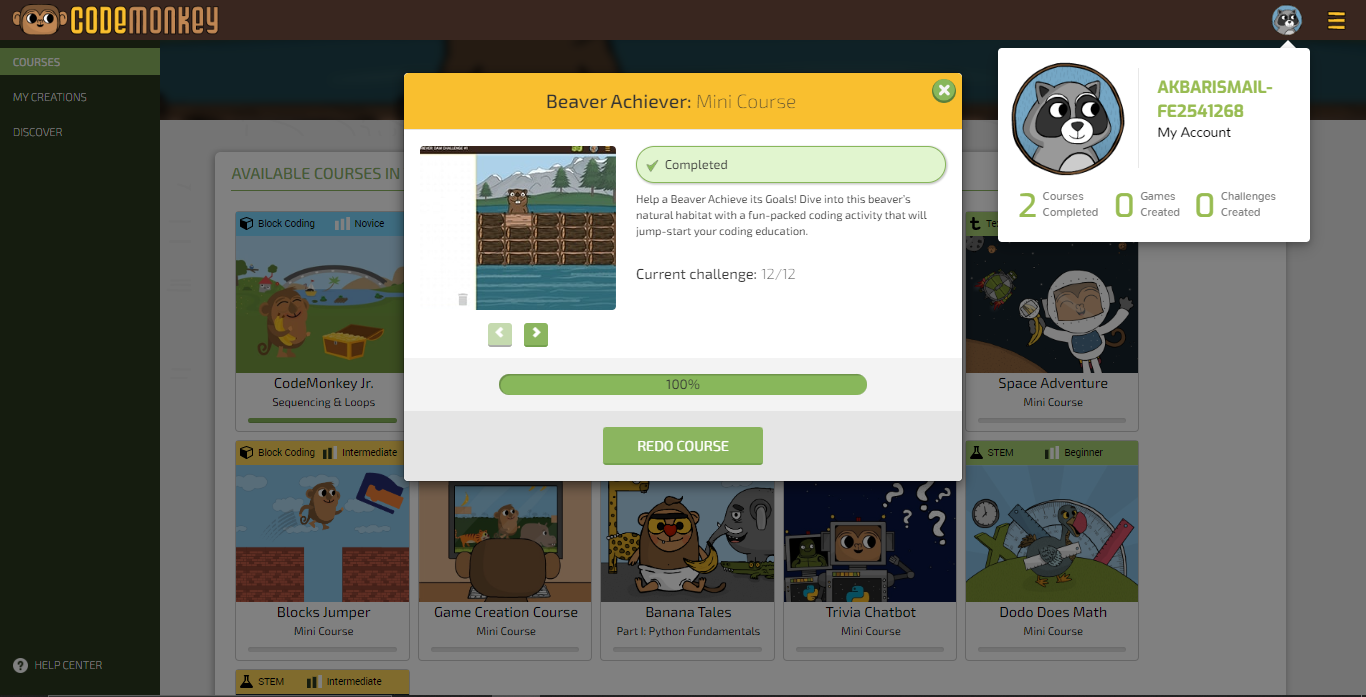 CODEMONKEY
COURSES
MY CREATIONS
DISCOVER
HELP CENTER
AKBARISMAIL-
FE2541268
My Account
2 Courses Completed
0 Games Created
0 Challenges Created
Beaver Achiever: Mini Course
Completed
Help a Beaver Achieve its Goals! Dive into this beaver's
natural habitat with a fun-packed coding activity that will
jump-start your coding education.
Current challenge: 12/12
100%
REDO COURSE
AVAILABLE COURSES IN
Block Coding Novice
CodeMonkey Jr.
Sequencing & Loops
Space Adventure
Mini Course
Block Coding Intermediate
STEM Beginner
Blocks Jumper
Mini Course
Game Creation Course
Mini Course
Banana Tales
Part I: Python Fundamentals
Trivia Chatbot
Mini Course
Dodo Does Math
Mini Course
STEM Intermediate